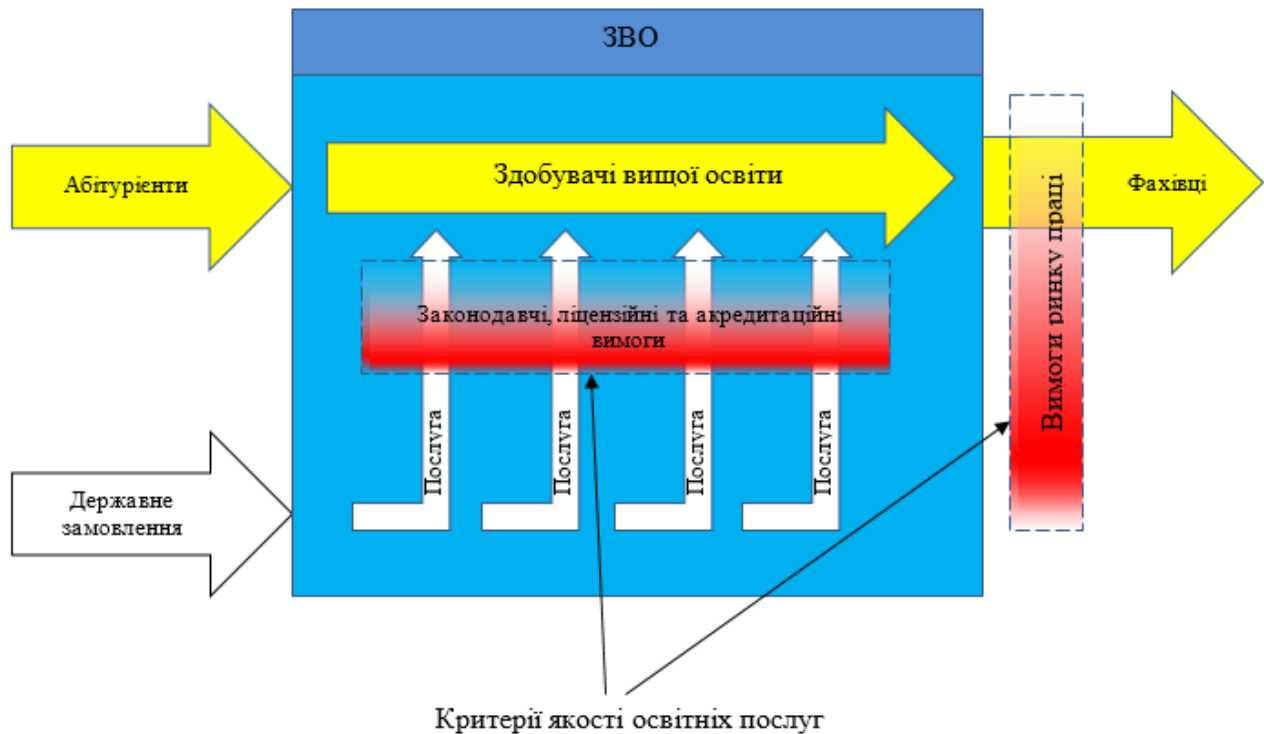 ЗВО
Абітурієнти
Здобувачі вищої освіти
Фахівці
Вимоги ринку праці
Законодавчі, ліцензійні та акредитаційні
вимоги
Послуга
Послуга
Послуга
Послуга
Державне
замовлення
Критерії якості освітніх послуг